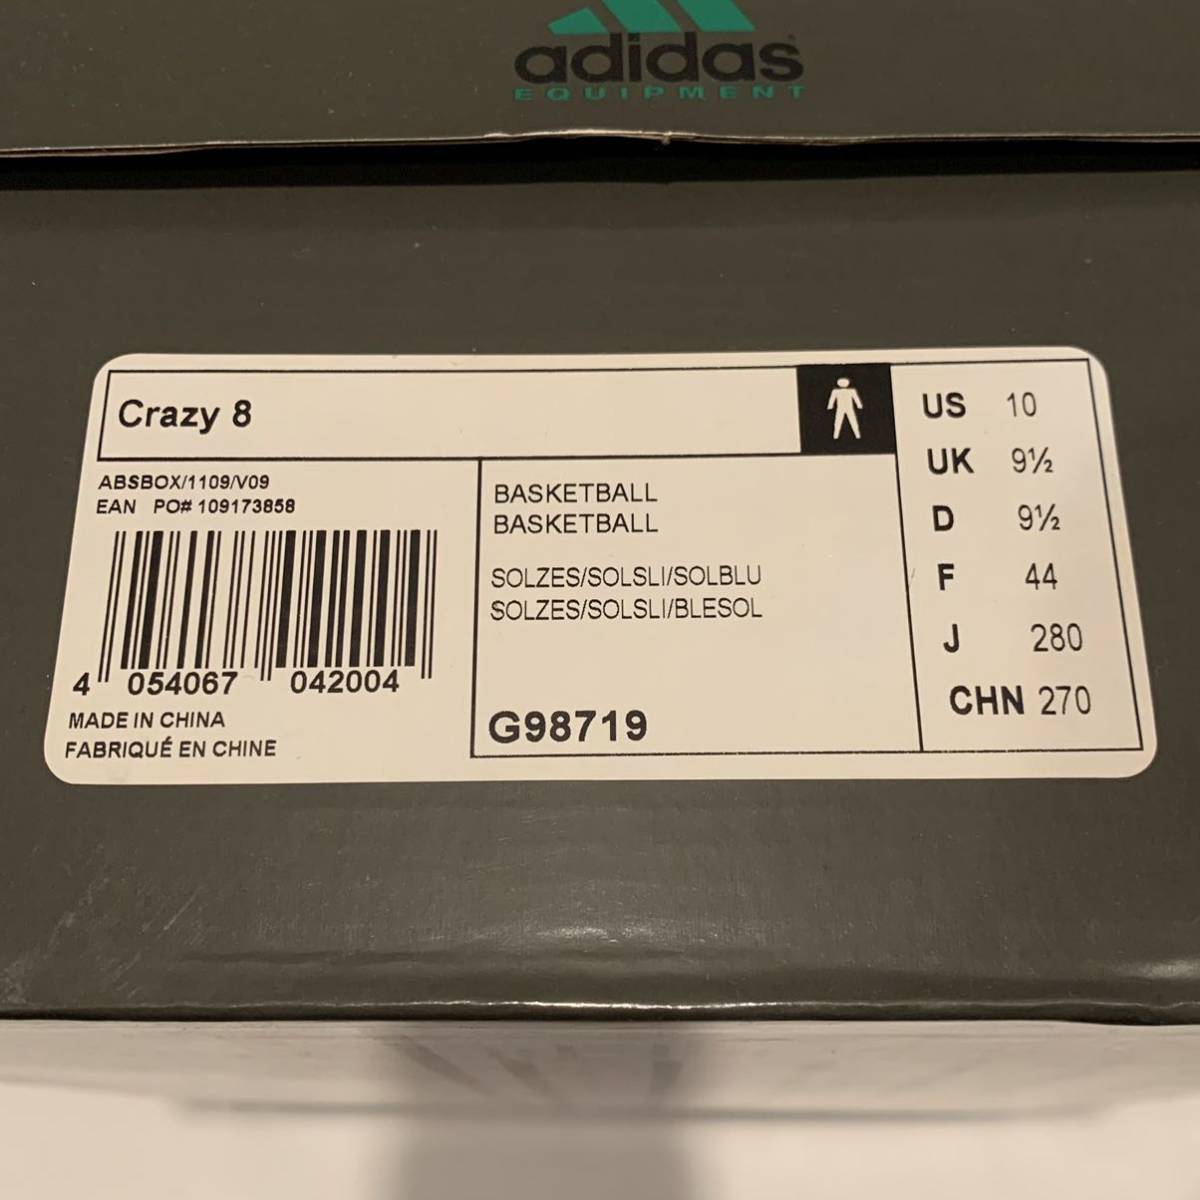 adidas
EQUIPMENT
Crazy 8
ABSBOX/1109/V09
EAN PO# 109173858
4 054067 042004
MADE IN CHINA
FABRIQUÉ EN CHINE
BASKETBALL
BASKETBALL
SOLZES/SOLSLI/SOLBLU
SOLZES/SOLSLI/BLESOL
G98719
US 10
UK 9½
D 9½
F 44
J 280
CHN 270